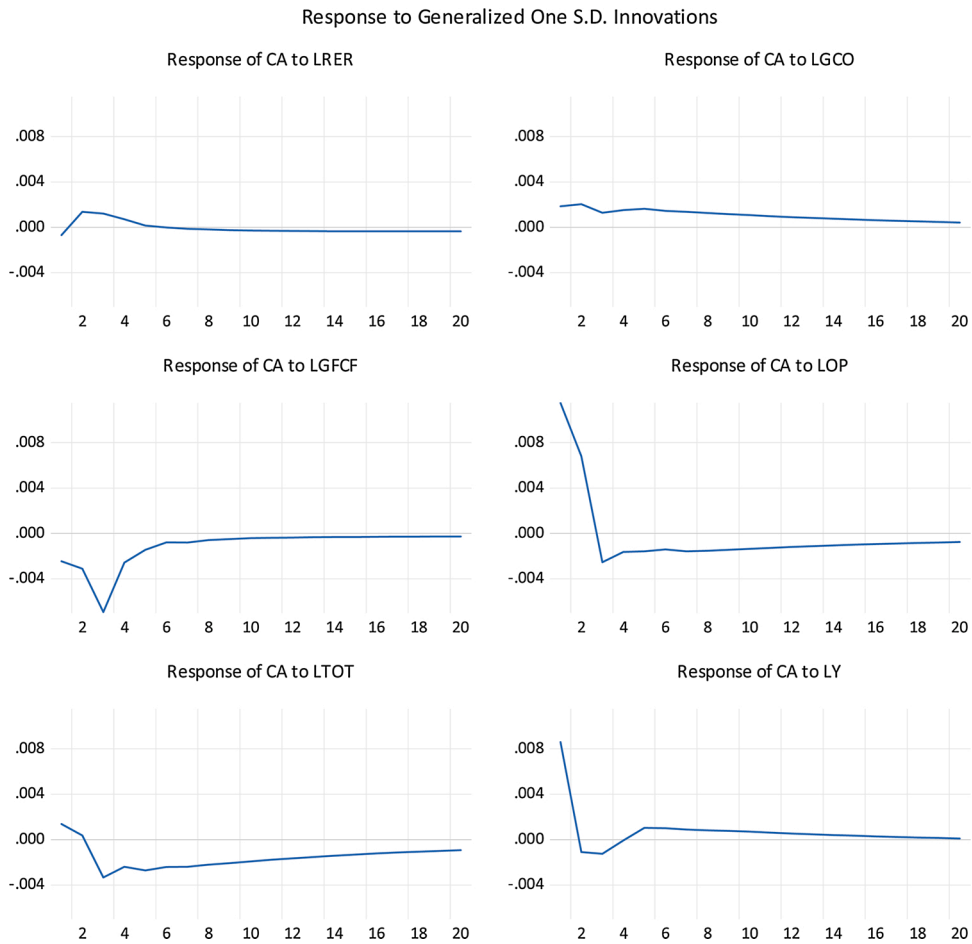 Response to Generalized One S.D. Innovations
Response of CA to LRER
.008
.004
.000
-.004
2 4 6 8 10 12 14 16 18 20
Response of CA to LGCO
.008
.004
.000
-.004
2 4 6 8 10 12 14 16 18 20
Response of CA to LGFCF
.008
.004
.000
-.004
2 4 6 8 10 12 14 16 18 20
Response of CA to LOP
.008
.004
.000
-.004
2 4 6 8 10 12 14 16 18 20
Response of CA to LTOT
.008
.004
.000
-.004
2 4 6 8 10 12 14 16 18 20
Response of CA to LY
.008
.004
.000
-.004
2 4 6 8 10 12 14 16 18 20